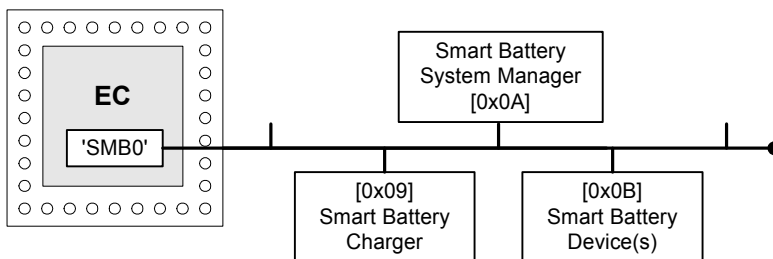 EC
'SMB0'
Smart Battery
System Manager
[0x0A]
[0x09]
Smart Battery
Charger
[0x0B]
Smart Battery
Device(s)